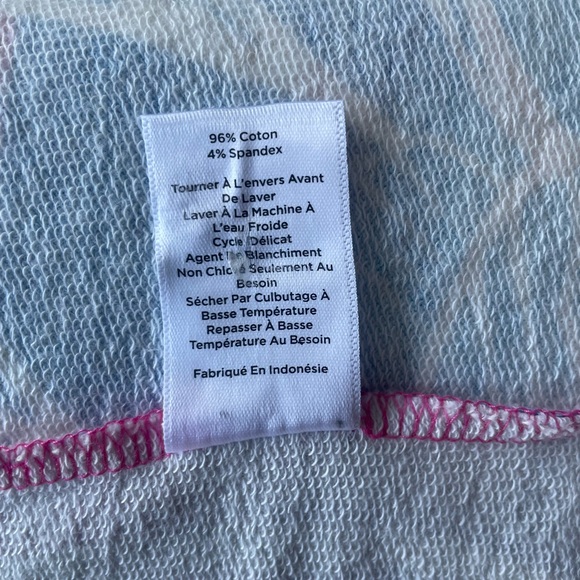 96% Coton
4% Spandex
Tourner À L'envers Avant
De Laver
Laver À La Machine À
L'eau Froide
Cycle Délicat
Agent De Blanchiment
Non Chloré Seulement Au
Besoin
Sécher Par Culbutage À
Basse Température
Repasser À Basse
Température Au Besoin
Fabriqué En Indonésie